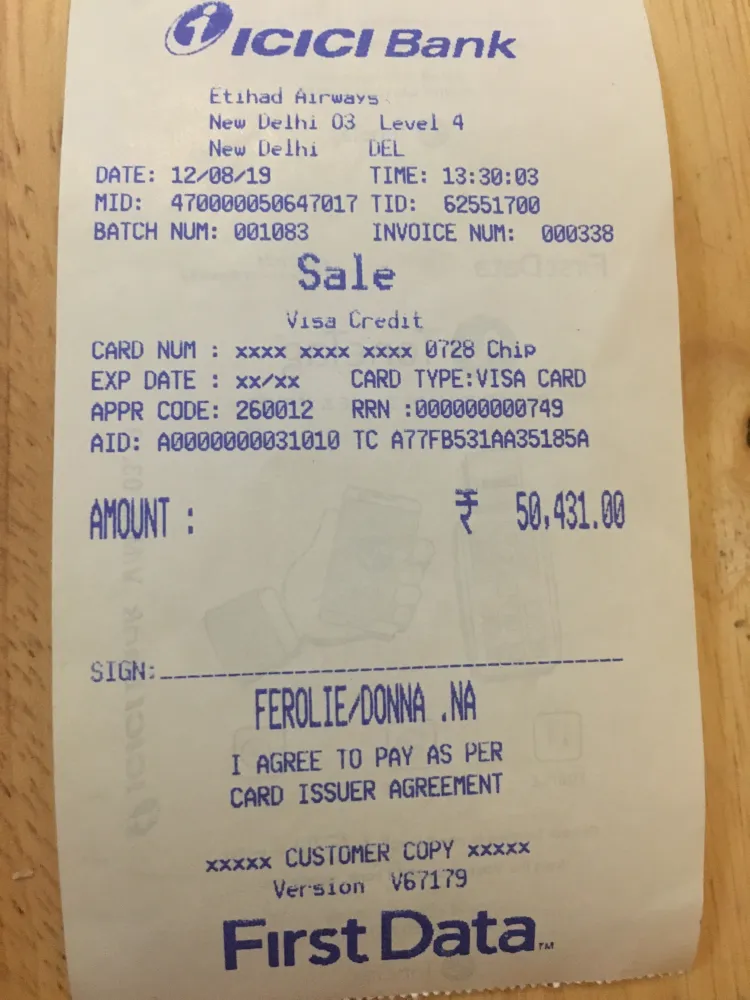 ICICI Bank
Etihad Airways
New Delhi 03 Level 4
New Delhi DEL
DATE: 12/08/19 TIME: 13:30:03
MID: 470000050647017 TID: 62551700
BATCH NUM: 001083 INVOICE NUM: 000338
Sale
Visa Credit
CARD NUM : xxxx xxxx xxxx 0728 Chip
EXP DATE : xx/xx CARD TYPE:VISA CARD
APPR CODE: 260012 RRN :000000000749
AID: A0000000031010 TC A77FB531AA35185A
AMOUNT : ₹ 50,431.00
SIGN:
FEROLIE/DONNA .NA
I AGREE TO PAY AS PER
CARD ISSUER AGREEMENT
xxxxx CUSTOMER COPY xxxxx
Version V67179
First Data™